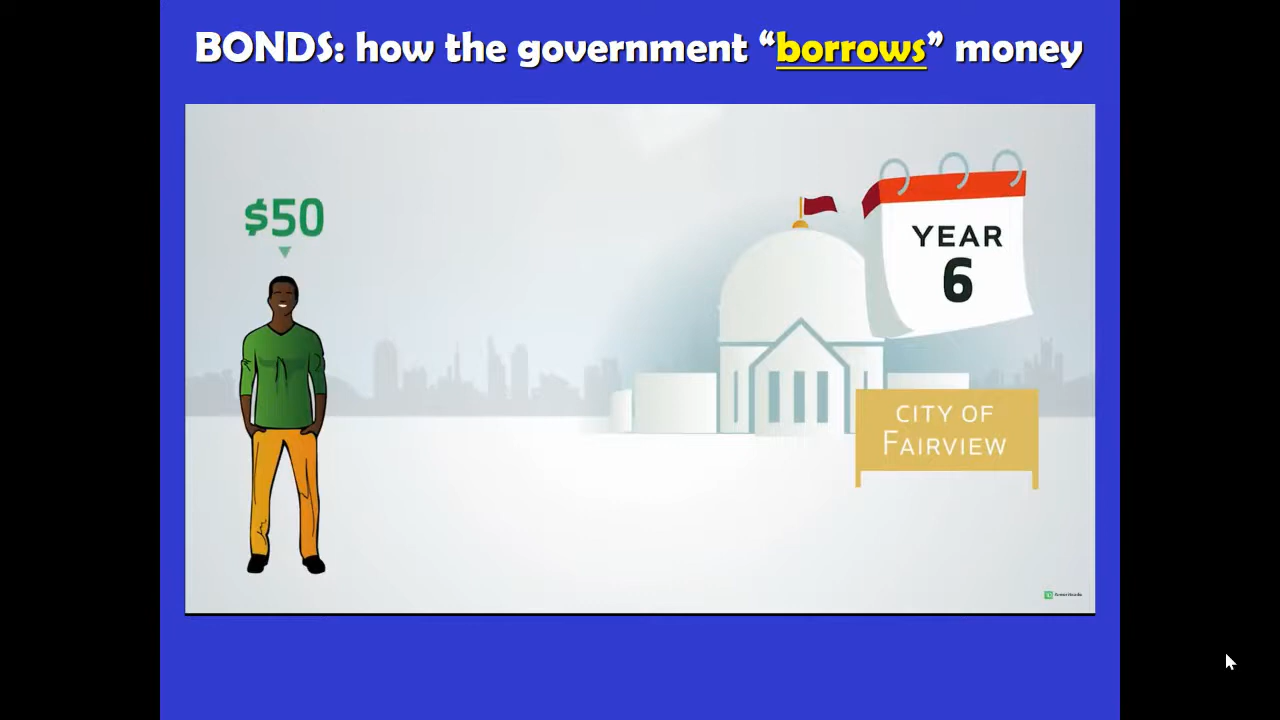 BONDS: how the government “borrows” money
$50
YEAR
6
CITY OF
FAIRVIEW